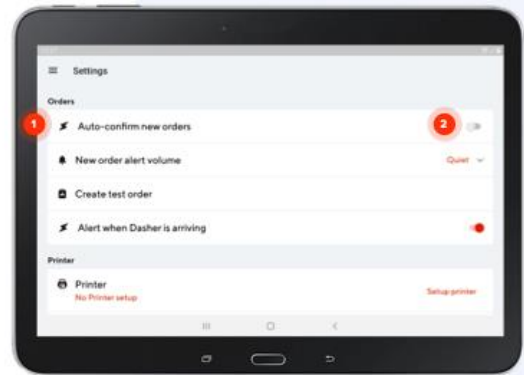 Settings
Orders
1 Auto-confirm new orders 2
New order alert volume Quiet
Create test order
Alert when Dasher is arriving
Printer
Printer
No Printer setup Setup printer